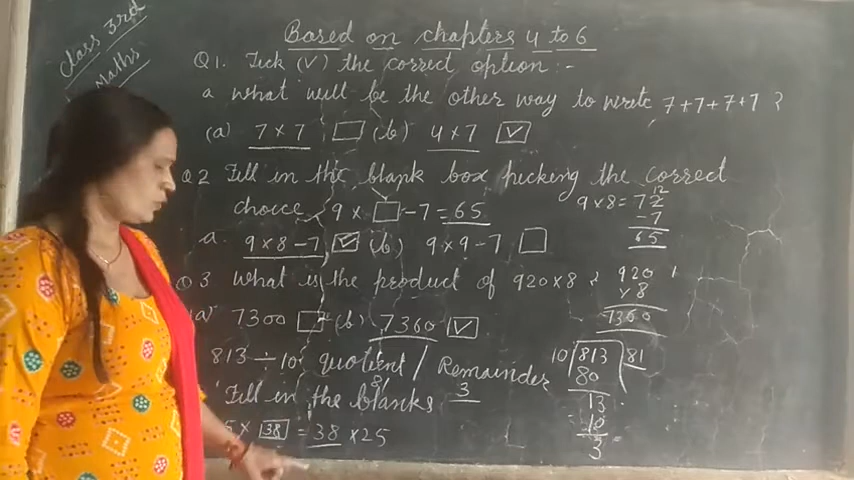 Class 3rd
Maths
Based on chapters 4 to 6
Q1. Tick (V) the correct option :-
a what will be the other way to write 7+7+7+7 ?
(a) 7×7 (b) 4×7 ✓
Q2 Fill in the blank box pecking the correct
choice 9 × □ -7 = 65
a. 9×8-7 ✓ (b) 9×9-7 □
9×8=72
12
-7
65
Q3 What is the product of 920×8 ?
(a) 7300 □ (b) 7360 ✓
920
×8
7360
813 ÷ 10 quotient / Remainder
81
3
10 813 81
80
13
10
3
Fill in the blanks
5× 38 = 38 ×25